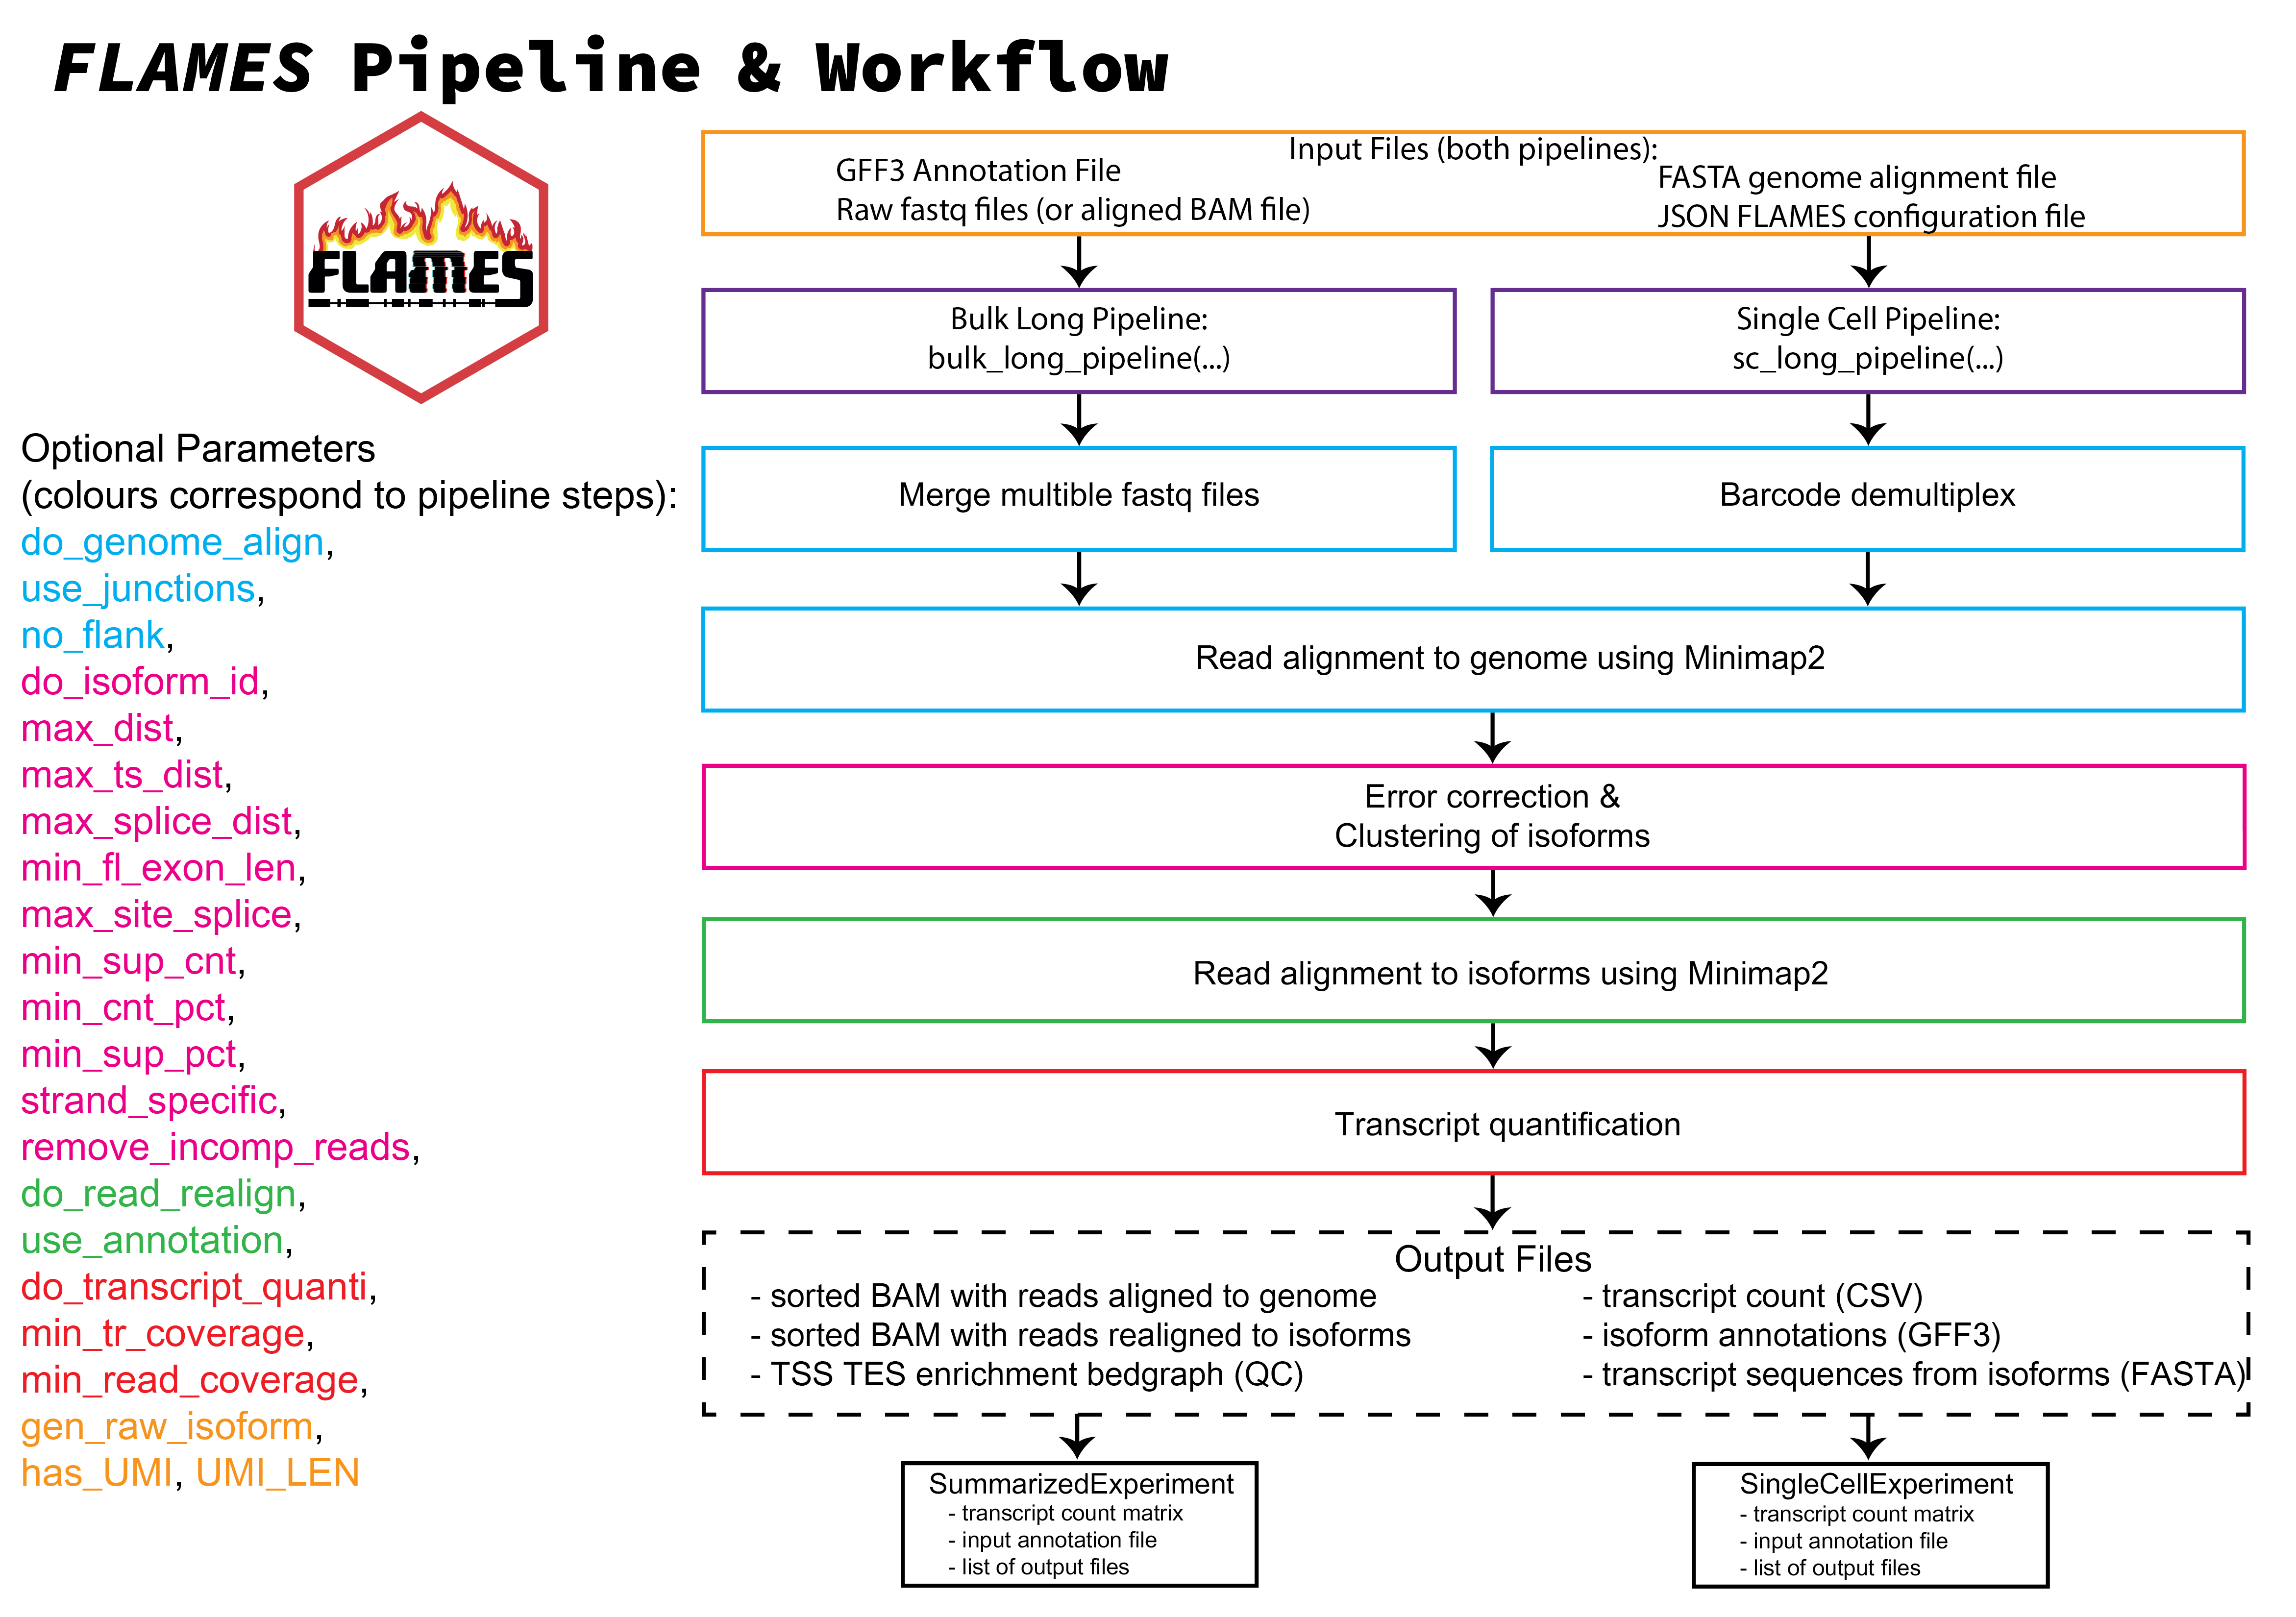 FLAMES Pipeline & Workflow
FLAMES
Optional Parameters
(colours correspond to pipeline steps):
do_genome_align,
use_junctions,
no_flank,
do_isoform_id,
max_dist,
max_ts_dist,
max_splice_dist,
min_fl_exon_len,
max_site_splice,
min_sup_cnt,
min_cnt_pct,
min_sup_pct,
strand_specific,
remove_incomp_reads,
do_read_realign,
use_annotation,
do_transcript_quanti,
min_tr_coverage,
min_read_coverage,
gen_raw_isoform,
has_UMI, UMI_LEN
Input Files (both pipelines):
GFF3 Annotation File
Raw fastq files (or aligned BAM file)
FASTA genome alignment file
JSON FLAMES configuration file
Bulk Long Pipeline:
bulk_long_pipeline(...)
Single Cell Pipeline:
sc_long_pipeline(...)
Merge multible fastq files
Barcode demultiplex
Read alignment to genome using Minimap2
Error correction &
Clustering of isoforms
Read alignment to isoforms using Minimap2
Transcript quantification
Output Files
- sorted BAM with reads aligned to genome
- sorted BAM with reads realigned to isoforms
- TSS TES enrichment bedgraph (QC)
- transcript count (CSV)
- isoform annotations (GFF3)
- transcript sequences from isoforms (FASTA)
SummarizedExperiment
- transcript count matrix
- input annotation file
- list of output files
SingleCellExperiment
- transcript count matrix
- input annotation file
- list of output files